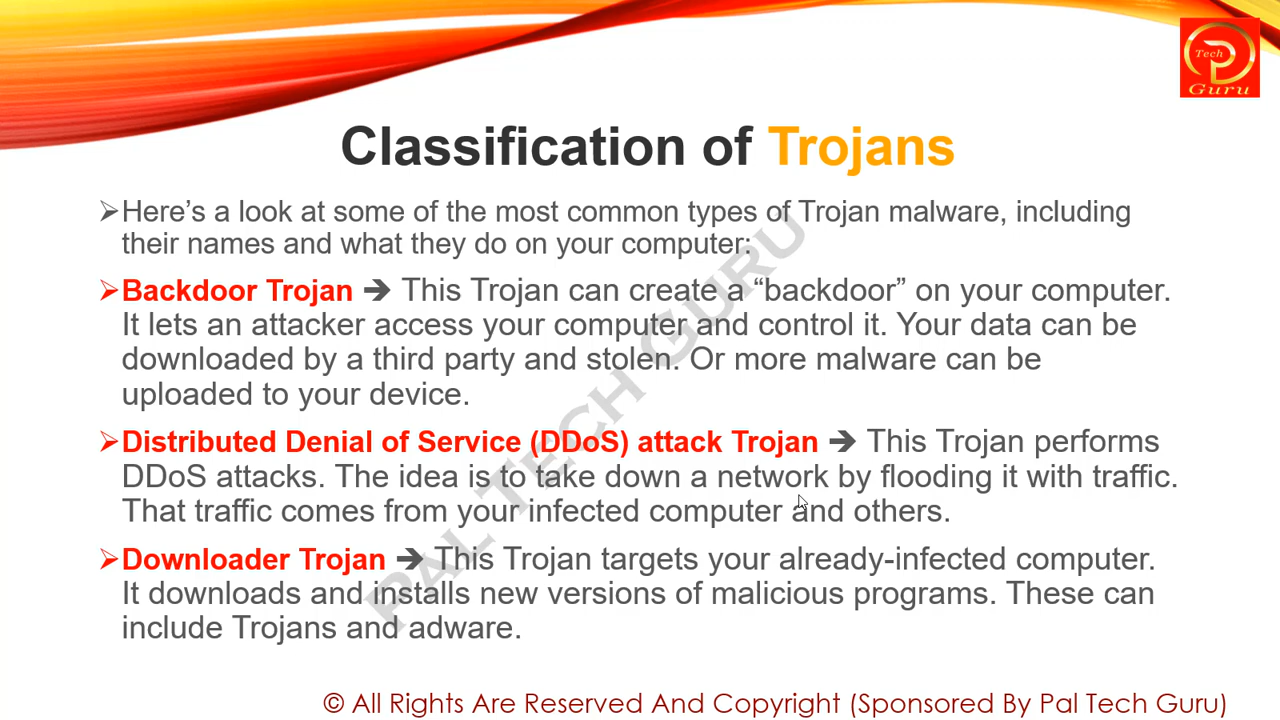 Tech
Guru
Classification of Trojans
➢Here’s a look at some of the most common types of Trojan malware, including
their names and what they do on your computer:
➢Backdoor Trojan ➔ This Trojan can create a “backdoor” on your computer.
It lets an attacker access your computer and control it. Your data can be
downloaded by a third party and stolen. Or more malware can be
uploaded to your device.
➢Distributed Denial of Service (DDoS) attack Trojan ➔ This Trojan performs
DDoS attacks. The idea is to take down a network by flooding it with traffic.
That traffic comes from your infected computer and others.
➢Downloader Trojan ➔ This Trojan targets your already-infected computer.
It downloads and installs new versions of malicious programs. These can
include Trojans and adware.
PAL TECH GURU
© All Rights Are Reserved And Copyright (Sponsored By Pal Tech Guru)